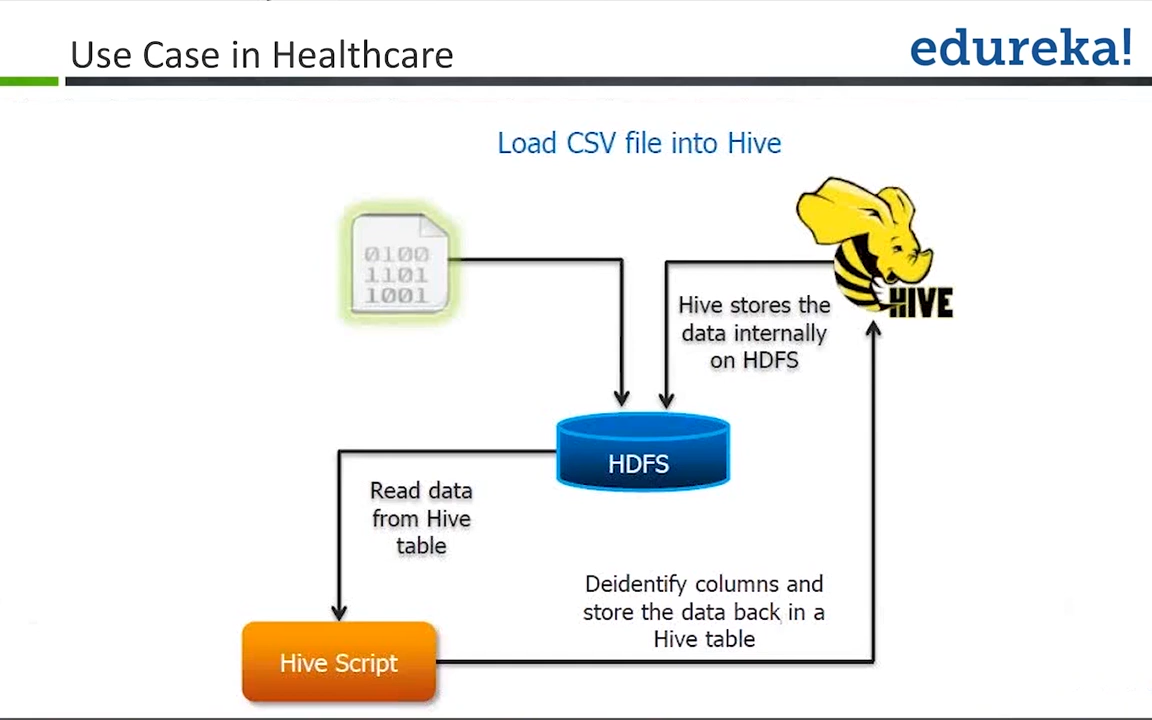 Use Case in Healthcare
edureka!
Load CSV file into Hive
0100
1101
1001
HIVE
Hive stores the
data internally
on HDFS
HDFS
Read data
from Hive
table
Deidentify columns and
store the data back in a
Hive table
Hive Script